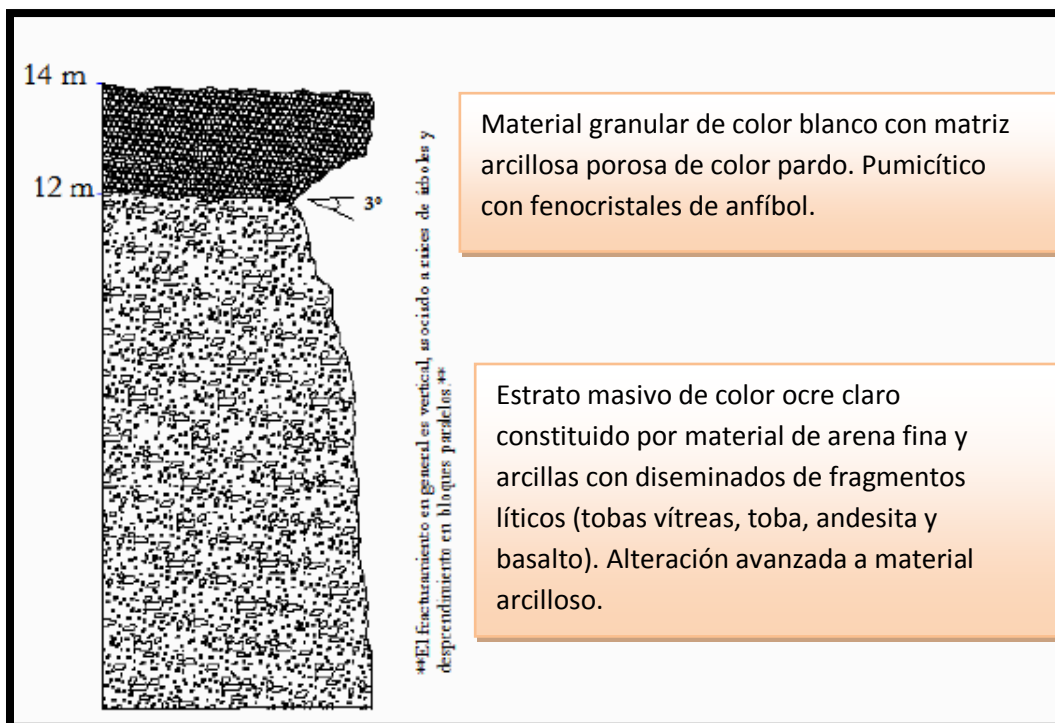 14 m
12 m
3º
**El fracturamiento en general es vertical, asociado a raices de árboles y
desprendimiento en bloques paralelos.**
Material granular de color blanco con matriz
arcillosa porosa de color pardo. Pumicítico
con fenocristales de anfíbol.
Estrato masivo de color ocre claro
constituido por material de arena fina y
arcillas con diseminados de fragmentos
líticos (tobas vítreas, toba, andesita y
basalto). Alteración avanzada a material
arcilloso.